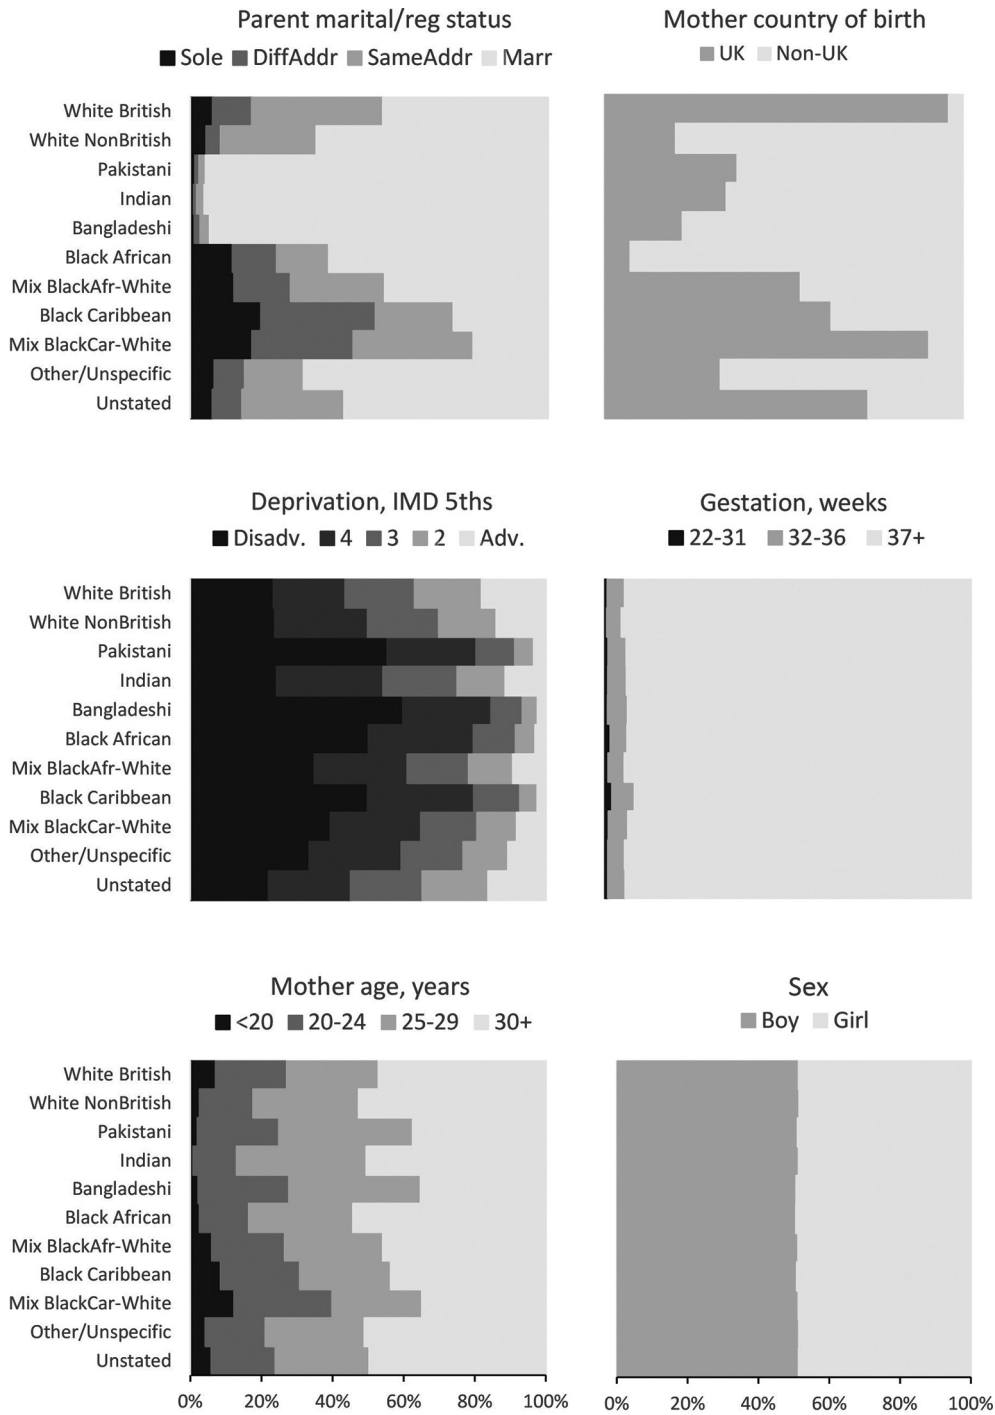 Parent marital/reg status
Sole DiffAddr SameAddr Marr
White British
White NonBritish
Pakistani
Indian
Bangladeshi
Black African
Mix BlackAfr-White
Black Caribbean
Mix BlackCar-White
Other/Unspecific
Unstated
Mother country of birth
UK Non-UK
Deprivation, IMD 5ths
Disadv. 4 3 2 Adv.
White British
White NonBritish
Pakistani
Indian
Bangladeshi
Black African
Mix BlackAfr-White
Black Caribbean
Mix BlackCar-White
Other/Unspecific
Unstated
Gestation, weeks
22-31 32-36 37+
Mother age, years
<20 20-24 25-29 30+
White British
White NonBritish
Pakistani
Indian
Bangladeshi
Black African
Mix BlackAfr-White
Black Caribbean
Mix BlackCar-White
Other/Unspecific
Unstated
0% 20% 40% 60% 80% 100%
Sex
Boy Girl
0% 20% 40% 60% 80% 100%